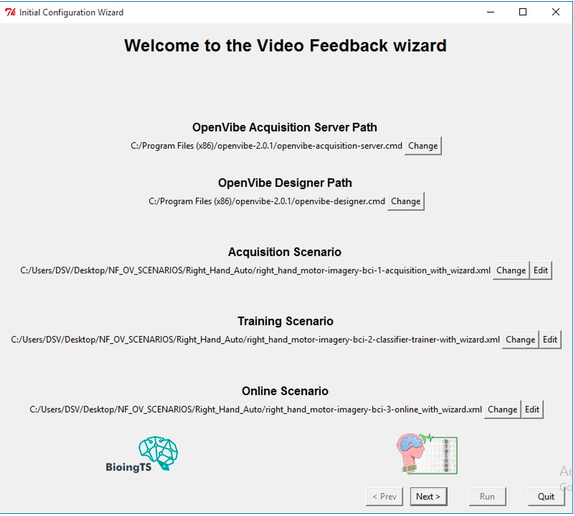 Initial Configuration Wizard
Welcome to the Video Feedback wizard
OpenVibe Acquisition Server Path
C:/Program Files (x86)/openvibe-2.0.1/openvibe-acquisition-server.cmd Change
OpenVibe Designer Path
C:/Program Files (x86)/openvibe-2.0.1/openvibe-designer.cmd Change
Acquisition Scenario
C:/Users/DSV/Desktop/NF_OV_SCENARIOS/Right_Hand_Auto/right_hand_motor-imagery-bci-1-acquisition_with_wizard.xml Change Edit
Training Scenario
C:/Users/DSV/Desktop/NF_OV_SCENARIOS/Right_Hand_Auto/right_hand_motor-imagery-bci-2-classifier-trainer-with_wizard.xml Change Edit
Online Scenario
C:/Users/DSV/Desktop/NF_OV_SCENARIOS/Right_Hand_Auto/right_hand_motor-imagery-bci-3-online_with_wizard.xml Change Edit
BioingTS
< Prev Next > Run Quit